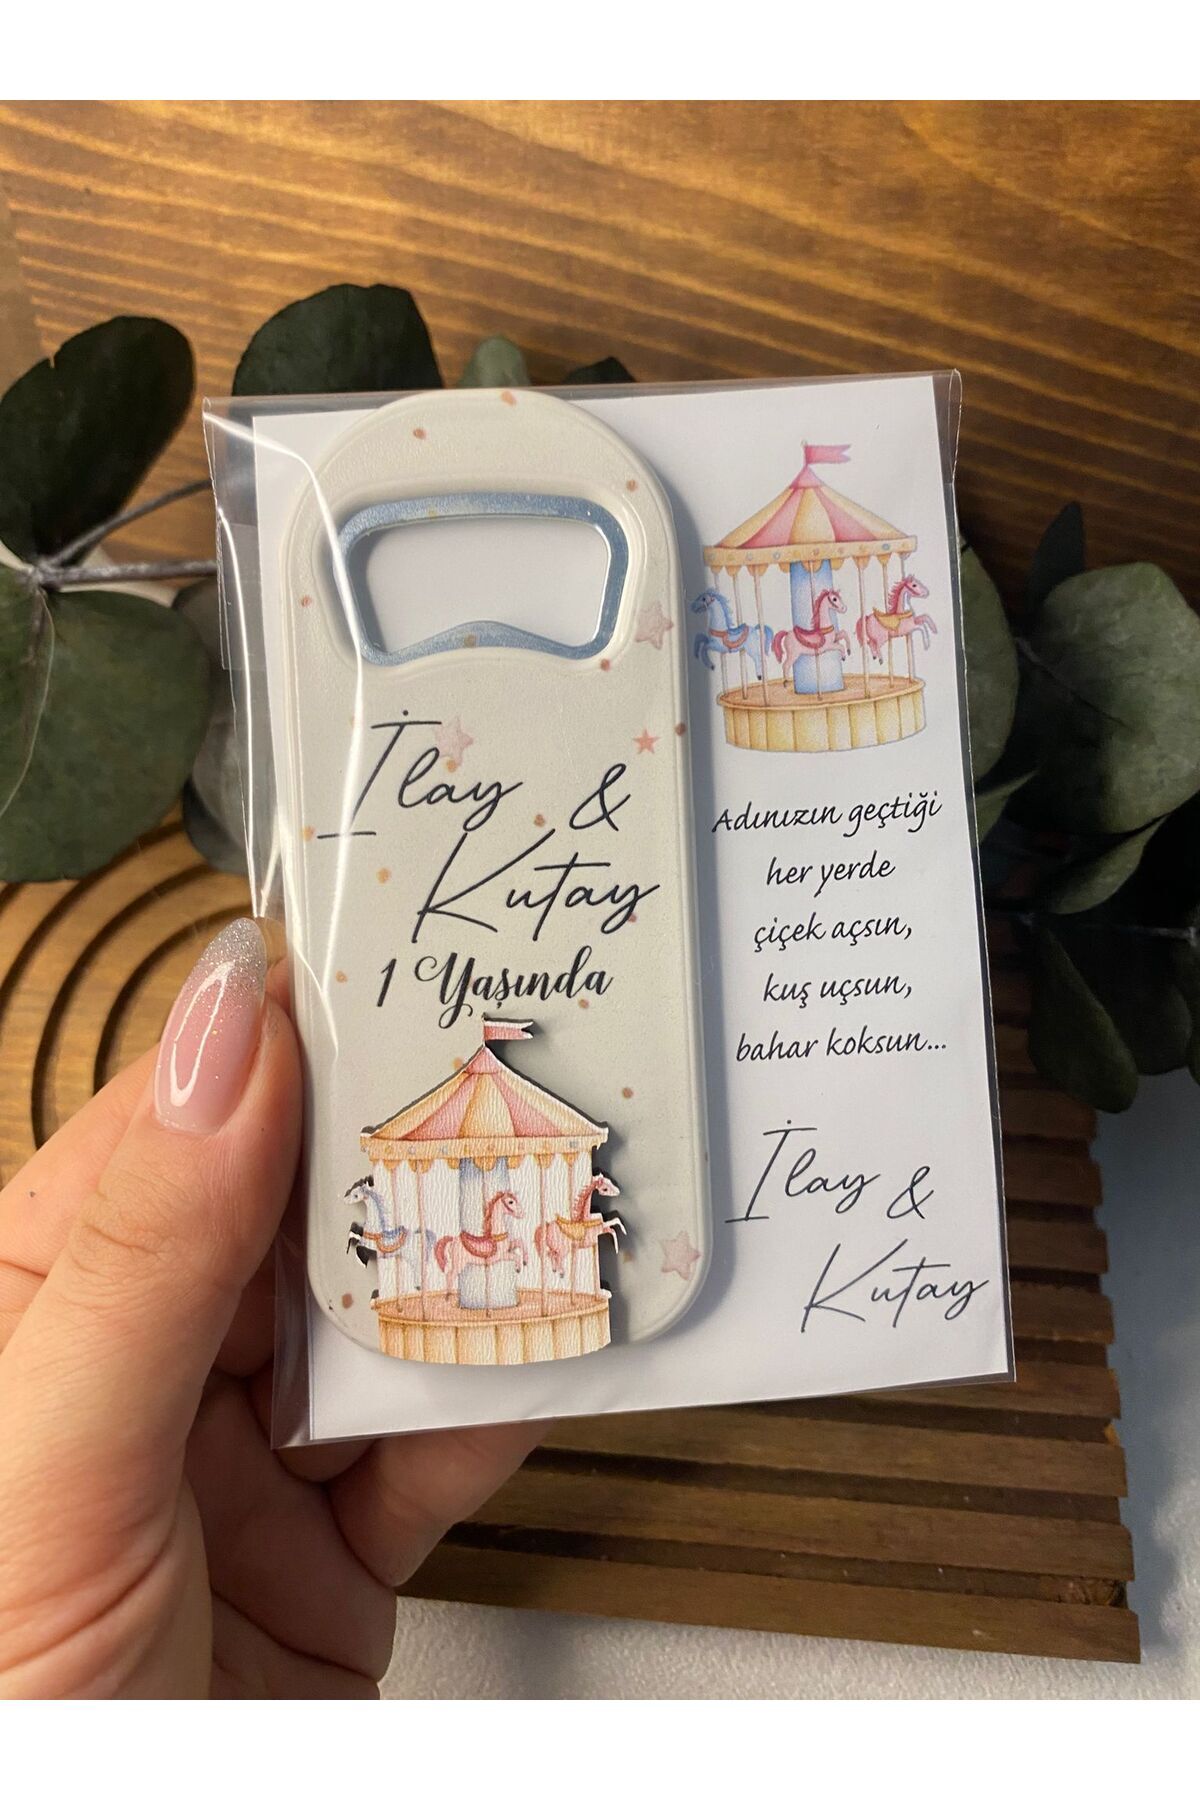 İlay &
Kutay
1 Yaşında
Adınızın geçtiği
her yerde
çiçek açsın,
kuş uçsun,
bahar koksun...
İlay &
Kutay